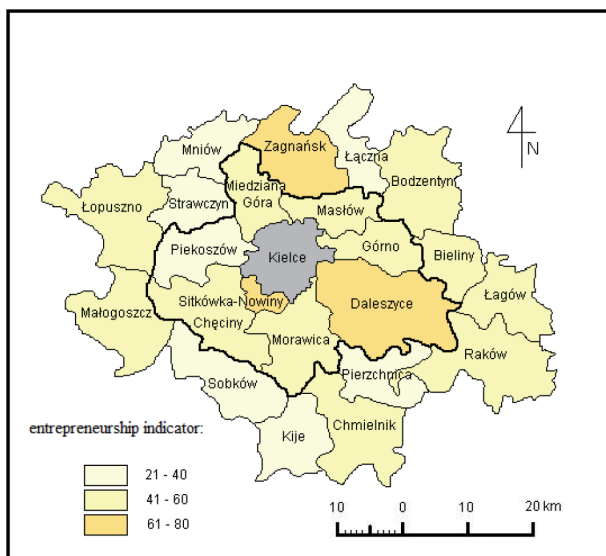 Mniów
Zagnańsk
Łączna
N
Bodzentyn
Miedziana
Góra
Łopuszno
Strawczyn
Masłów
Piekoszów
Górno
Kielce
Bieliny
Daleszyce
Łagów
Małogoszcz
Sitkówka-Nowiny
Chęciny
Morawica
Raków
Sobków
Pierzchnica
Chmielnik
Kije
entrepreneurship indicator:
21 - 40
41 - 60
61 - 80
10 0 10 20 km